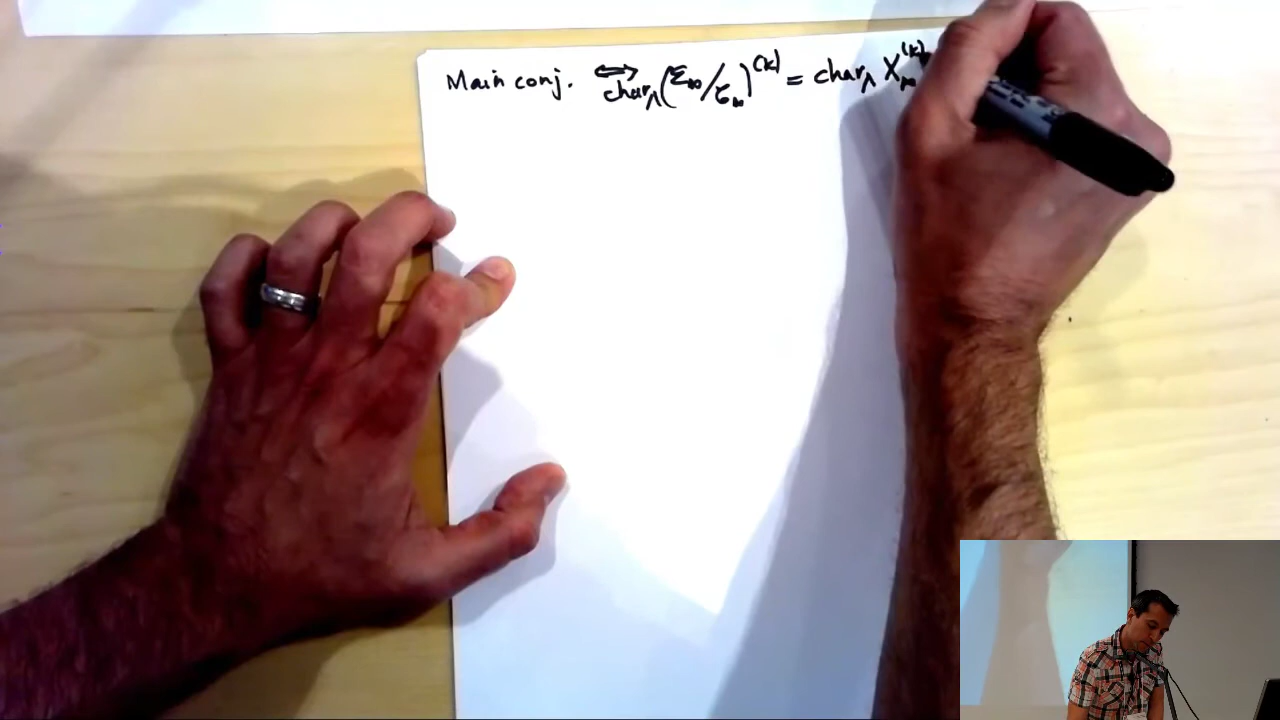 Main conj. ⟺ char_Λ (ℰ_∞/𝒞_∞)^(k) = char_Λ X_∞^(k)